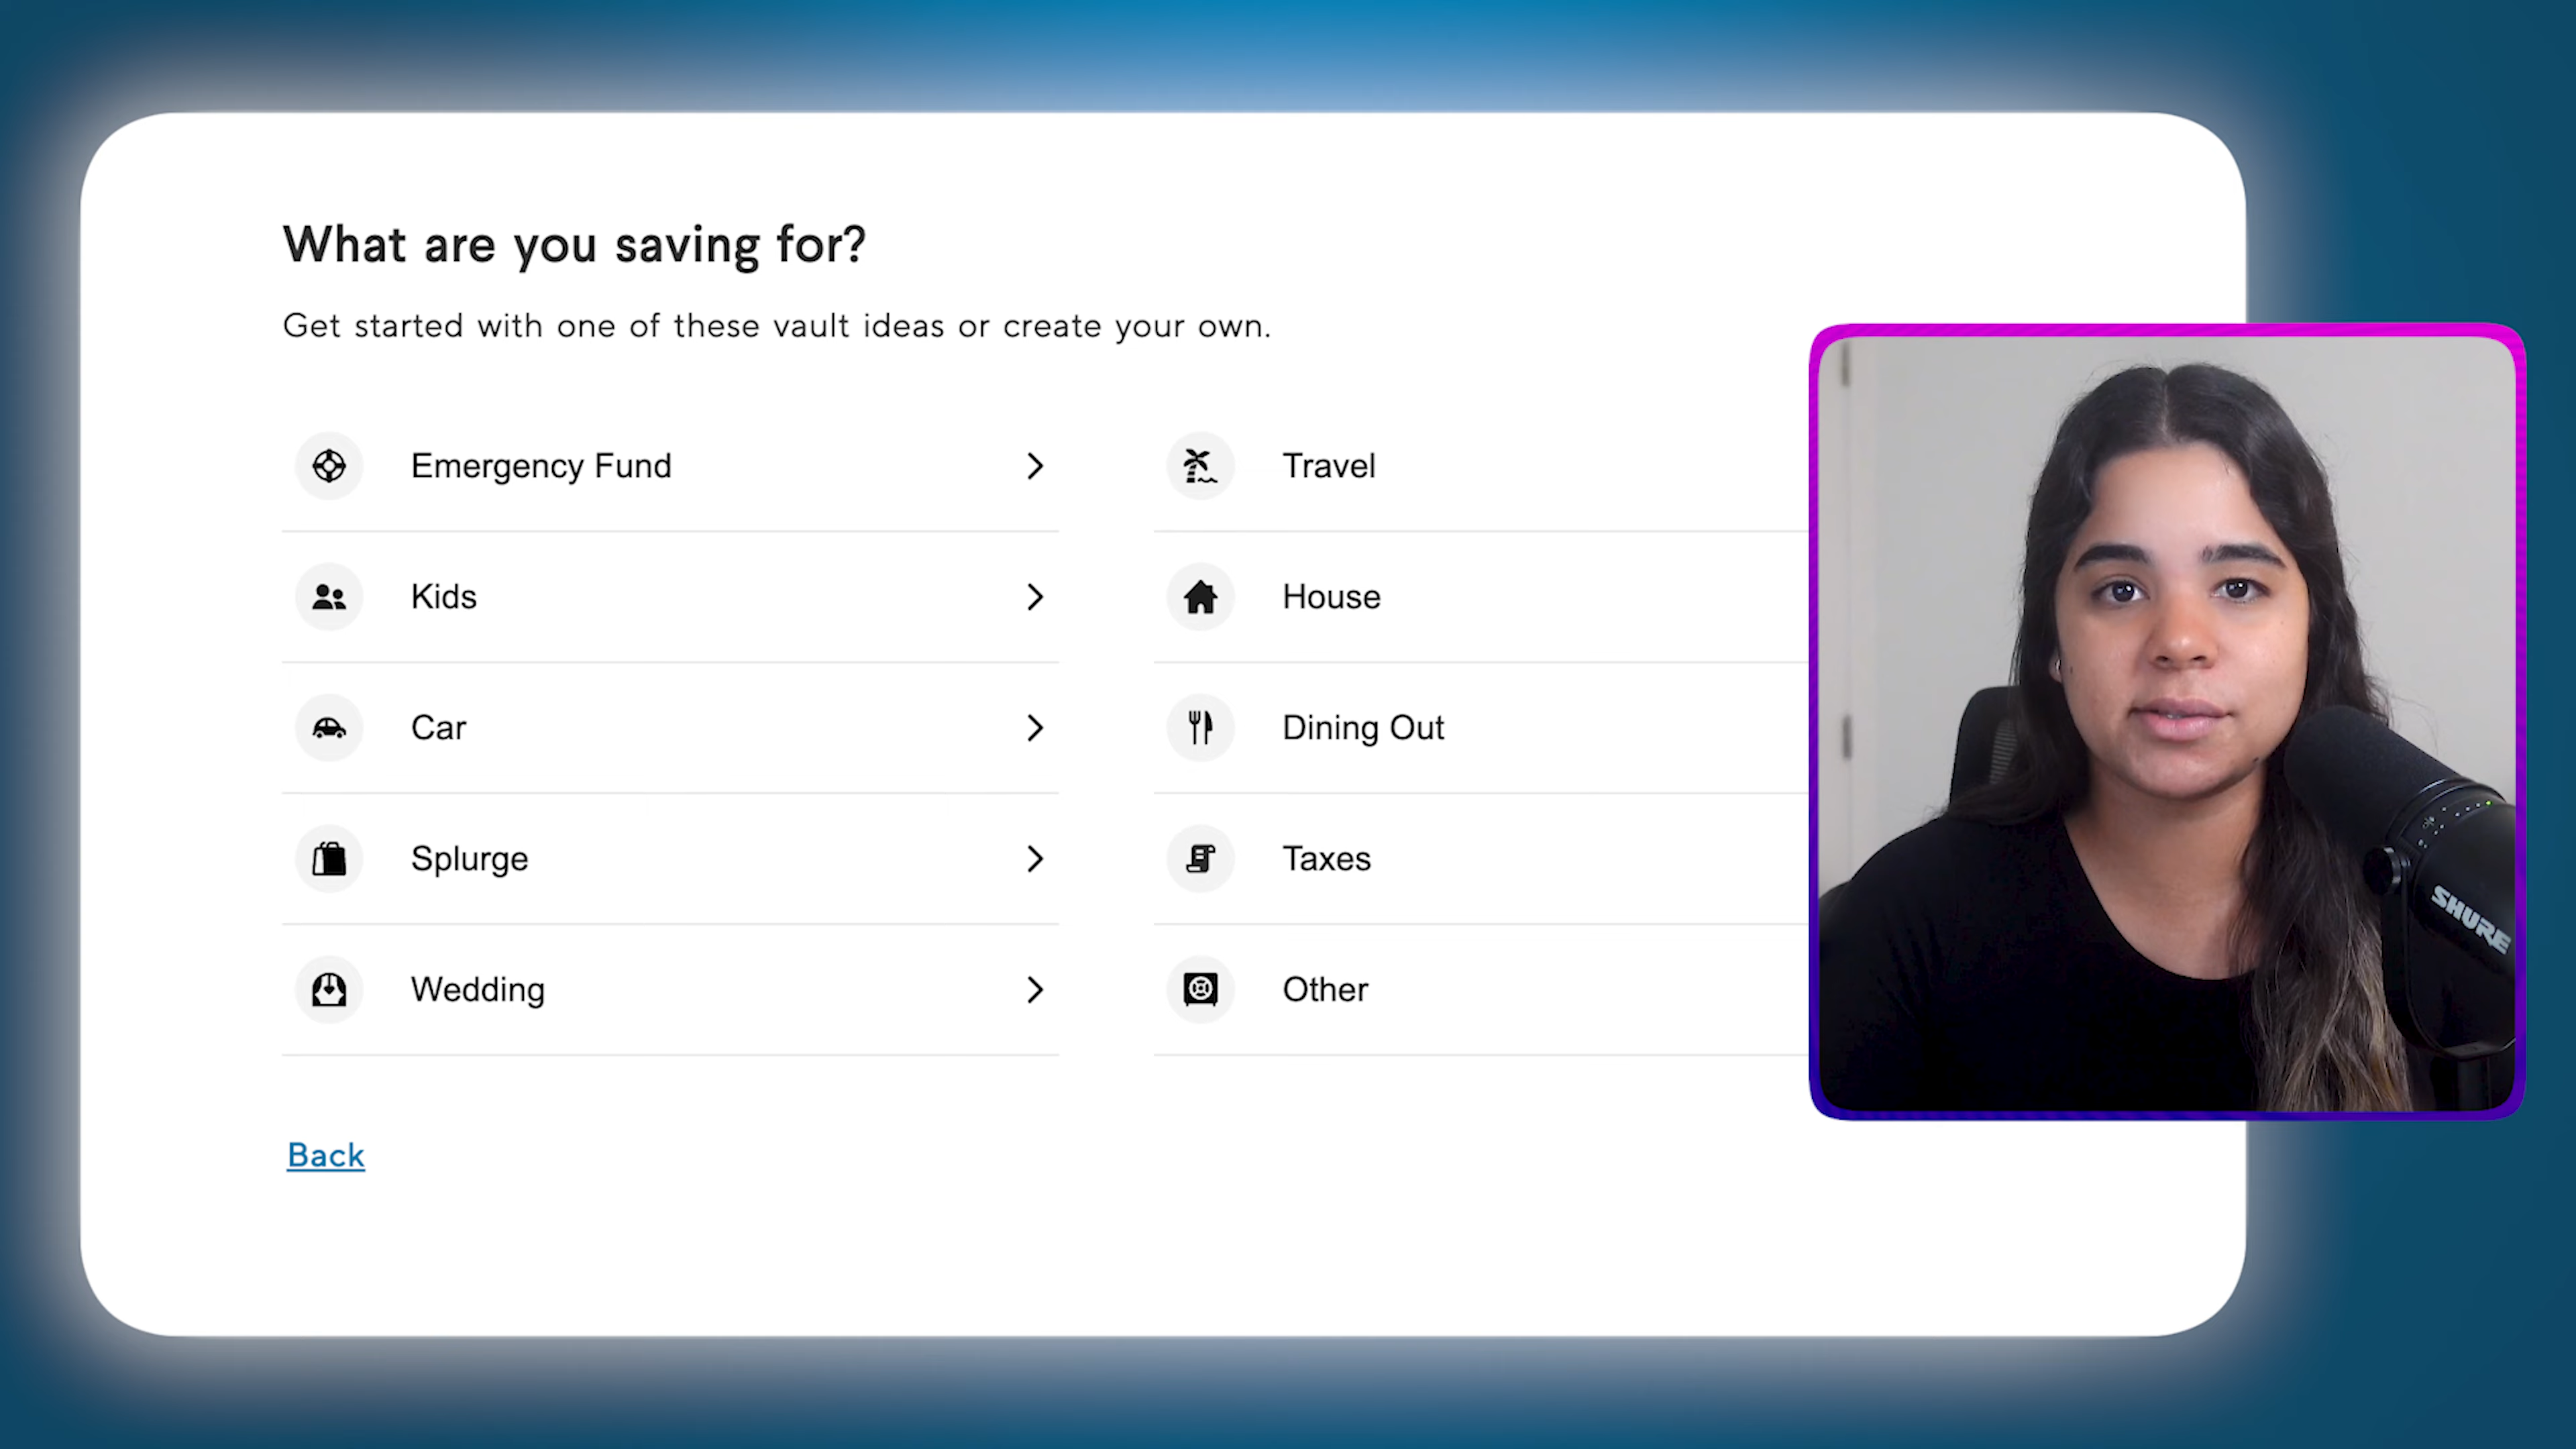 What are you saving for?
Get started with one of these vault ideas or create your own.
Emergency Fund
Travel
Kids
House
Car
Dining Out
Splurge
Taxes
Wedding
Other
Back
SHURE